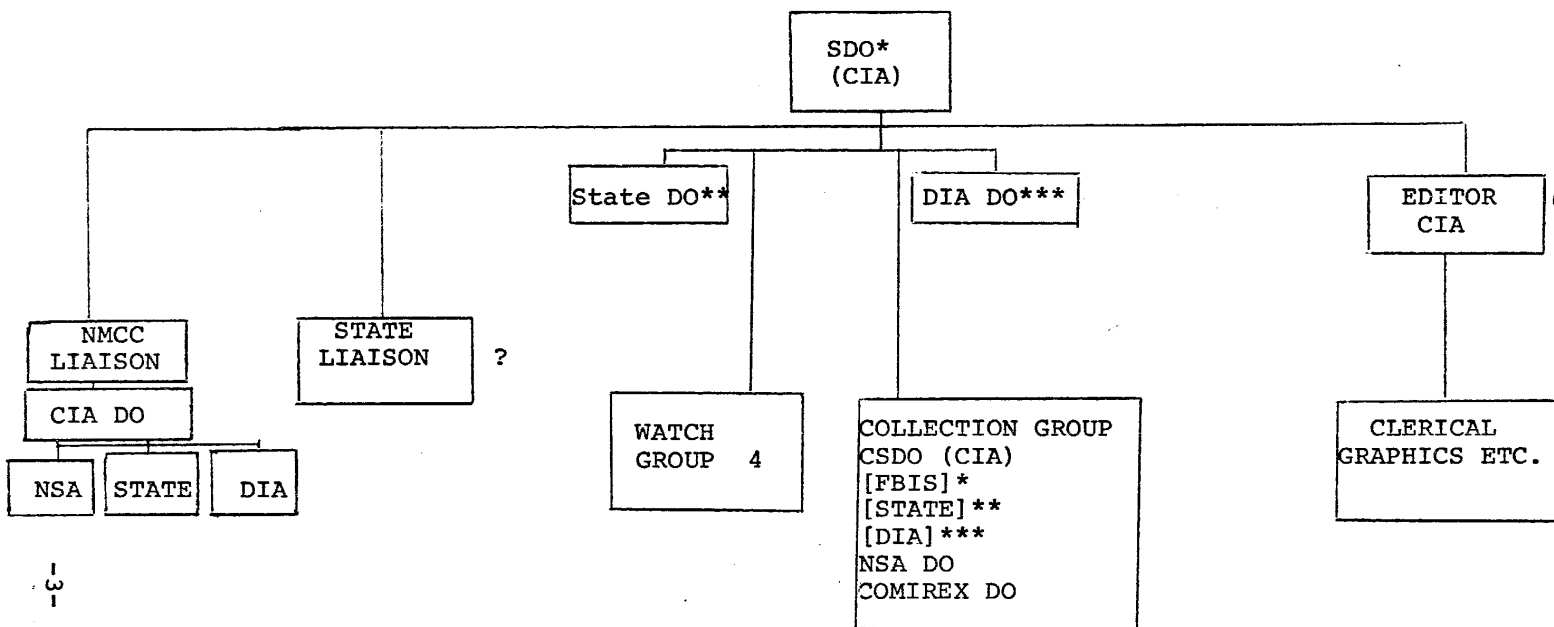 SDO*
(CIA)
State DO**
DIA DO***
EDITOR
CIA
NMCC
LIAISON
STATE
LIAISON
?
CIA DO
NSA
STATE
DIA
WATCH
GROUP 4
COLLECTION GROUP
CSDO (CIA)
[FBIS]*
[STATE]**
[DIA]***
NSA DO
COMIREX DO
CLERICAL
GRAPHICS ETC.
-3-